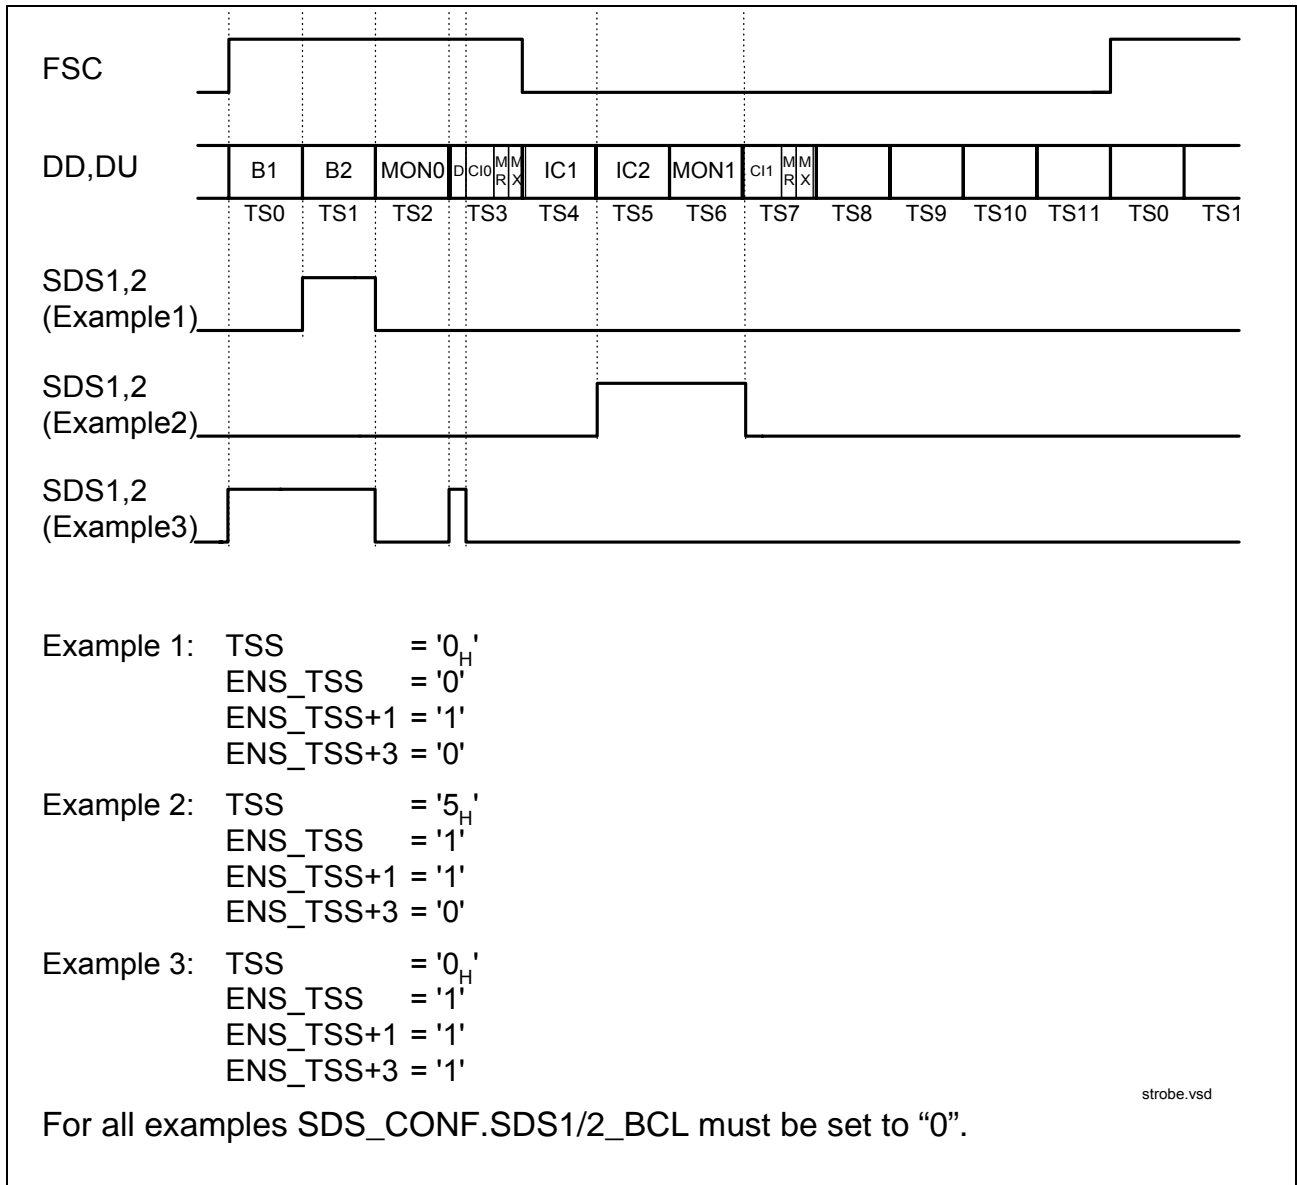 FSC
DD,DU
B1 B2 MON0 D CI0 MR MX IC1 IC2 MON1 CI1 MR MX
TS0 TS1 TS2 TS3 TS4 TS5 TS6 TS7 TS8 TS9 TS10 TS11 TS0 TS1
SDS1,2
(Example1)
SDS1,2
(Example2)
SDS1,2
(Example3)
Example 1: TSS = '0H'
ENS_TSS = '0'
ENS_TSS+1 = '1'
ENS_TSS+3 = '0'
Example 2: TSS = '5H'
ENS_TSS = '1'
ENS_TSS+1 = '1'
ENS_TSS+3 = '0'
Example 3: TSS = '0H'
ENS_TSS = '1'
ENS_TSS+1 = '1'
ENS_TSS+3 = '1'
strobe.vsd
For all examples SDS_CONF.SDS1/2_BCL must be set to “0”.